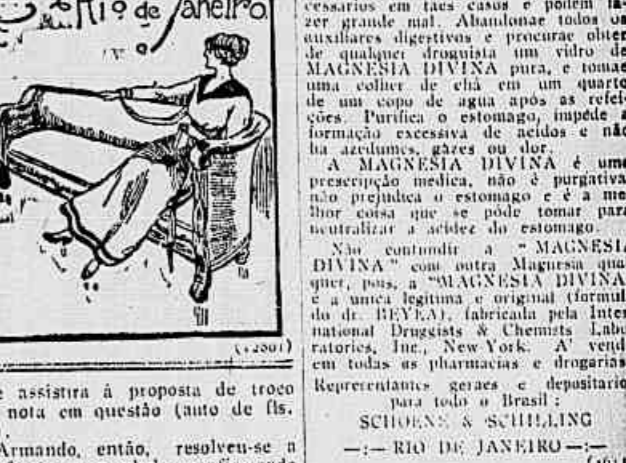 Rio de Janeiro
(12501)
assistira á proposta de troco
nota em questão (auto de fls.
Armando, então, resolveu-se a
cessarios em taes casos e podem fa-
zer grande mal. Abandonae todos os
auxiliares digestivos e procurae obter
de qualquer droguista um vidro de
MAGNESIA DIVINA pura, e tomae
uma colher de chá em um quarto
de um copo de agua após as refei-
ções. Purifica o estomago, impéde a
formação excessiva de acidos e não
ha azedumes, gazes ou dor.
A MAGNESIA DIVINA é uma
prescripção medica, não é purgativa,
não prejudica o estomago e é a me-
lhor coisa que se póde tomar para
neutralizar a acidez do estomago.
Não confundir a "MAGNESIA
DIVINA" com outra Magnesia qual
quer, pois, a "MAGNESIA DIVINA
é a unica legitima e original (formul
do dr. BEYEA), fabricada pela Inter
national Druggists & Chemists Labo
ratories, Inc., New-York. A' vend
em todas as pharmacias e drogarias
Reprerentantes geraes e depositario
para todo o Brasil:
SCHOENE & SCHILLING
—:— RIO DE JANEIRO —:—